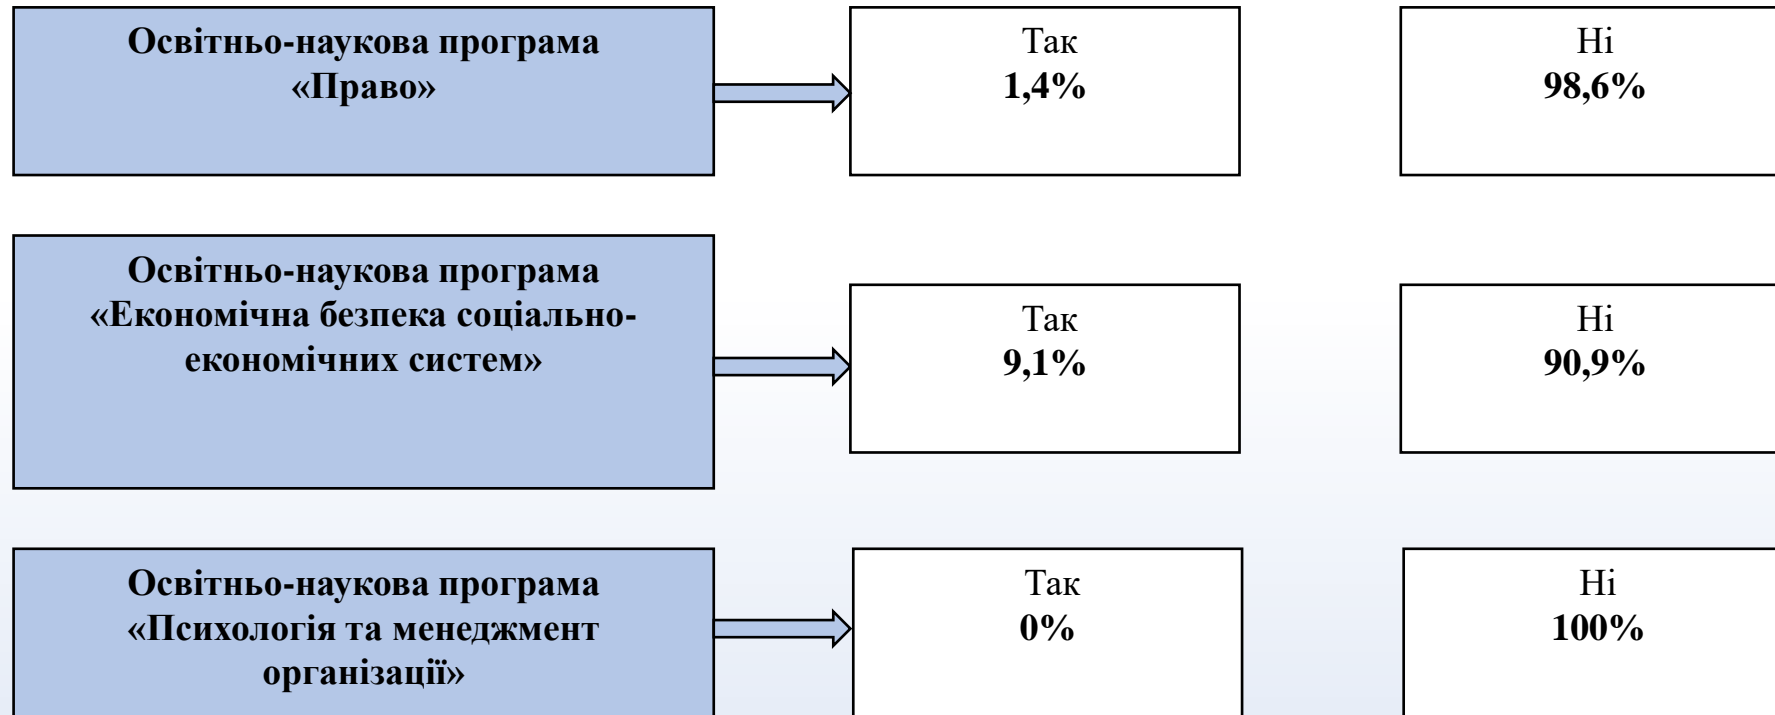 Освітньо-наукова програма
«Право»
Так
1,4%
Ні
98,6%
Освітньо-наукова програма
«Економічна безпека соціально-
економічних систем»
Так
9,1%
Ні
90,9%
Освітньо-наукова програма
«Психологія та менеджмент
організації»
Так
0%
Ні
100%